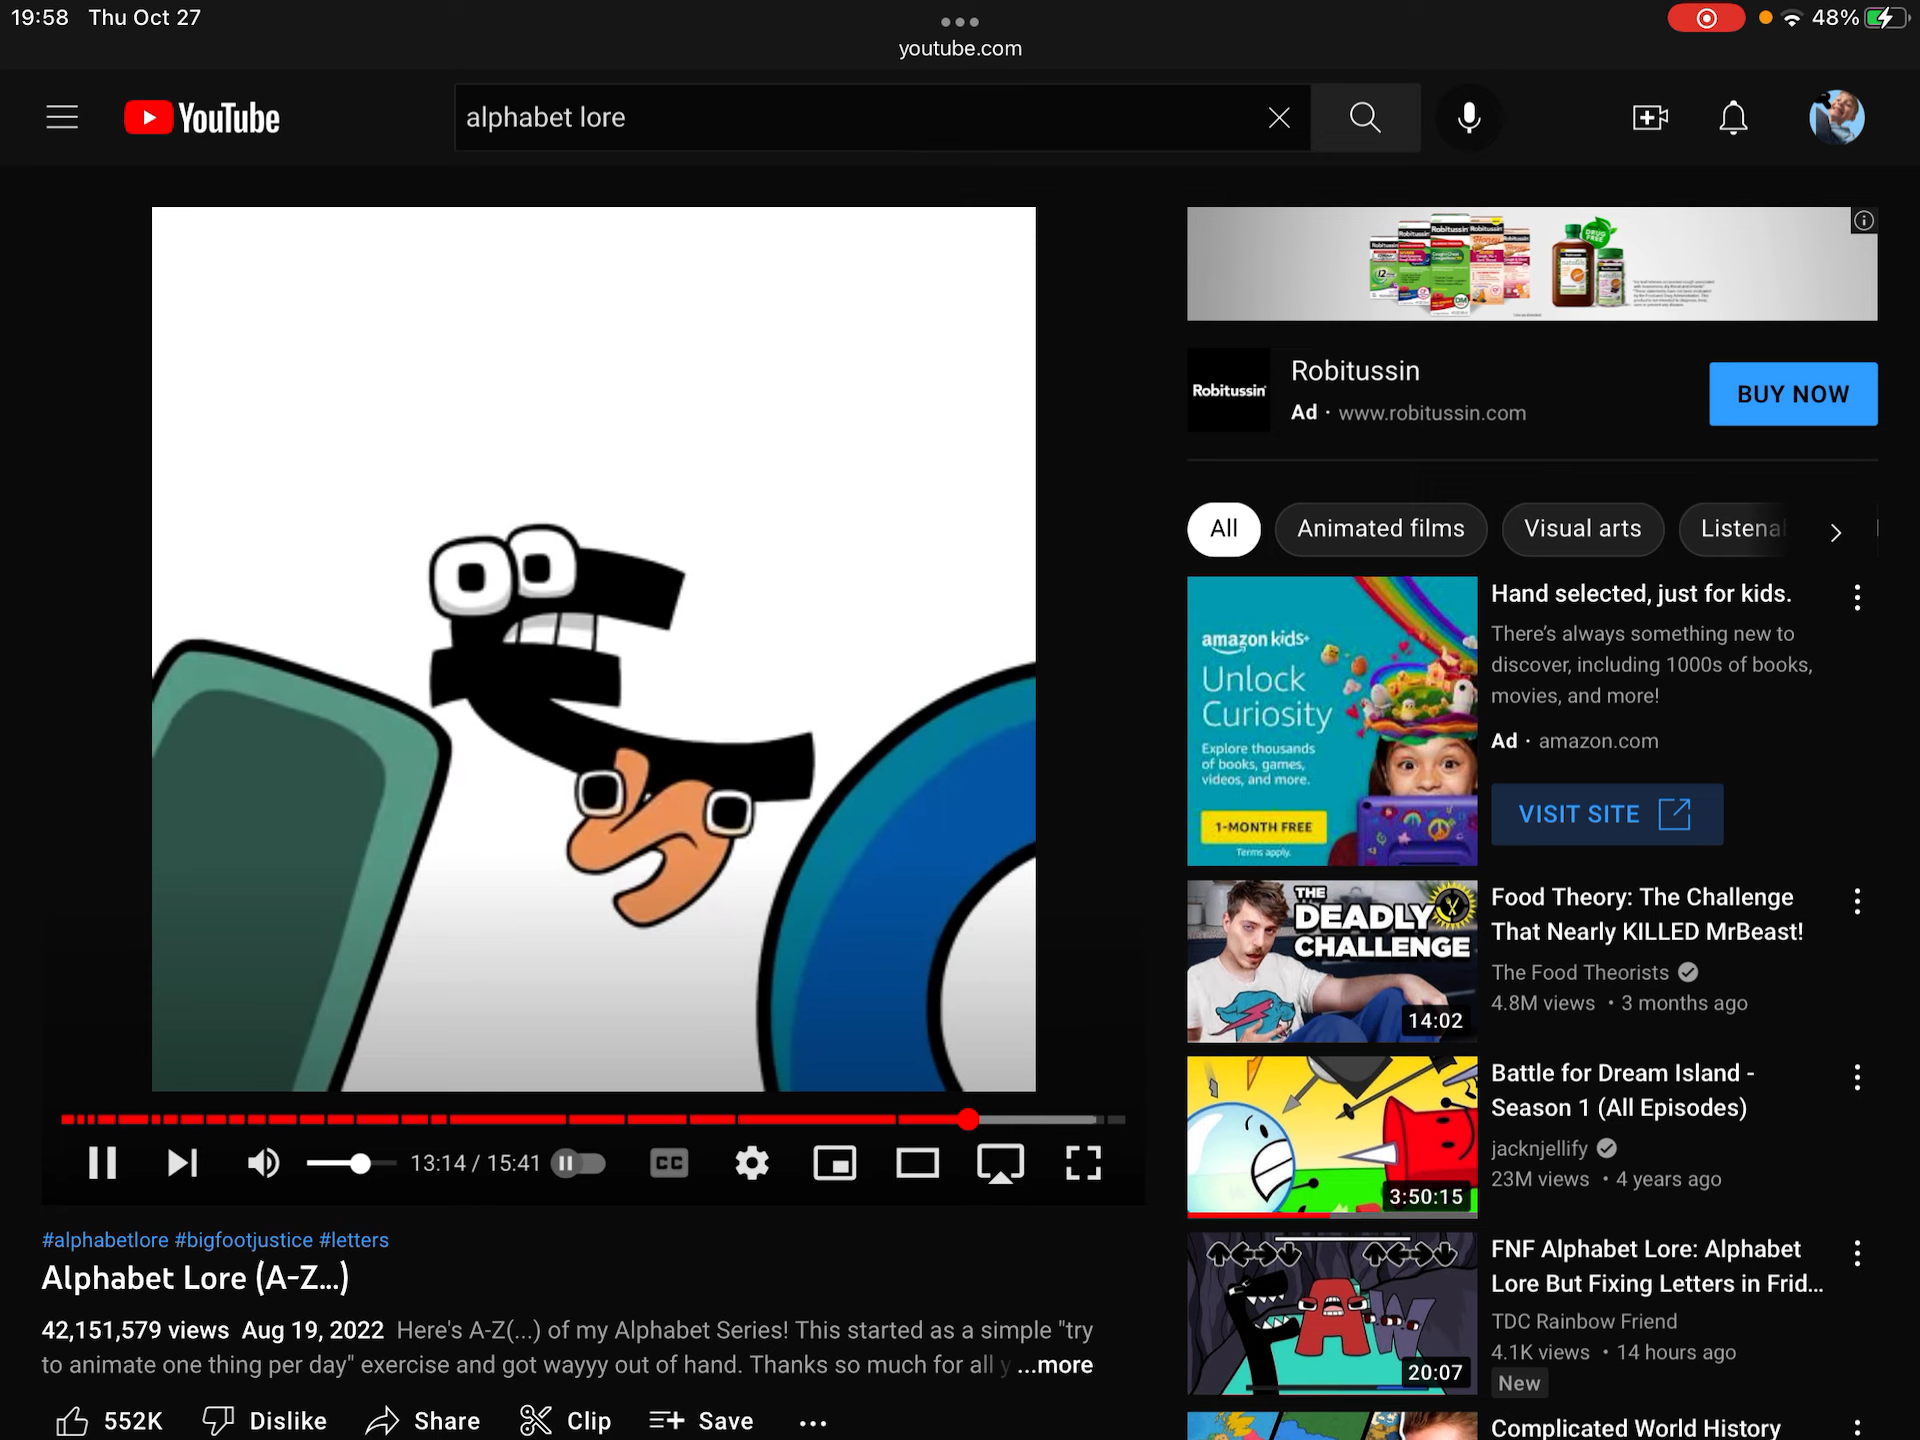 19:58 Thu Oct 27
youtube.com
48%
YouTube
alphabet lore
Robitussin
DRUG FREE
Robitussin
Robitussin
Ad · www.robitussin.com
BUY NOW
All
Animated films
Visual arts
Listena
amazon kids+
Unlock
Curiosity
Explore thousands
of books, games,
videos, and more.
1-MONTH FREE
Terms apply.
Hand selected, just for kids.
There's always something new to
discover, including 1000s of books,
movies, and more!
Ad · amazon.com
VISIT SITE
THE
DEADLY
CHALLENGE
14:02
Food Theory: The Challenge
That Nearly KILLED MrBeast!
The Food Theorists
4.8M views • 3 months ago
3:50:15
Battle for Dream Island -
Season 1 (All Episodes)
jacknjellify
23M views • 4 years ago
20:07
FNF Alphabet Lore: Alphabet
Lore But Fixing Letters in Frid...
TDC Rainbow Friend
4.1K views • 14 hours ago
New
Complicated World History
13:14 / 15:41
CC
#alphabetlore #bigfootjustice #letters
Alphabet Lore (A-Z...)
42,151,579 views Aug 19, 2022 Here's A-Z(...) of my Alphabet Series! This started as a simple "try
to animate one thing per day" exercise and got wayyy out of hand. Thanks so much for all y ...more
552K
Dislike
Share
Clip
Save